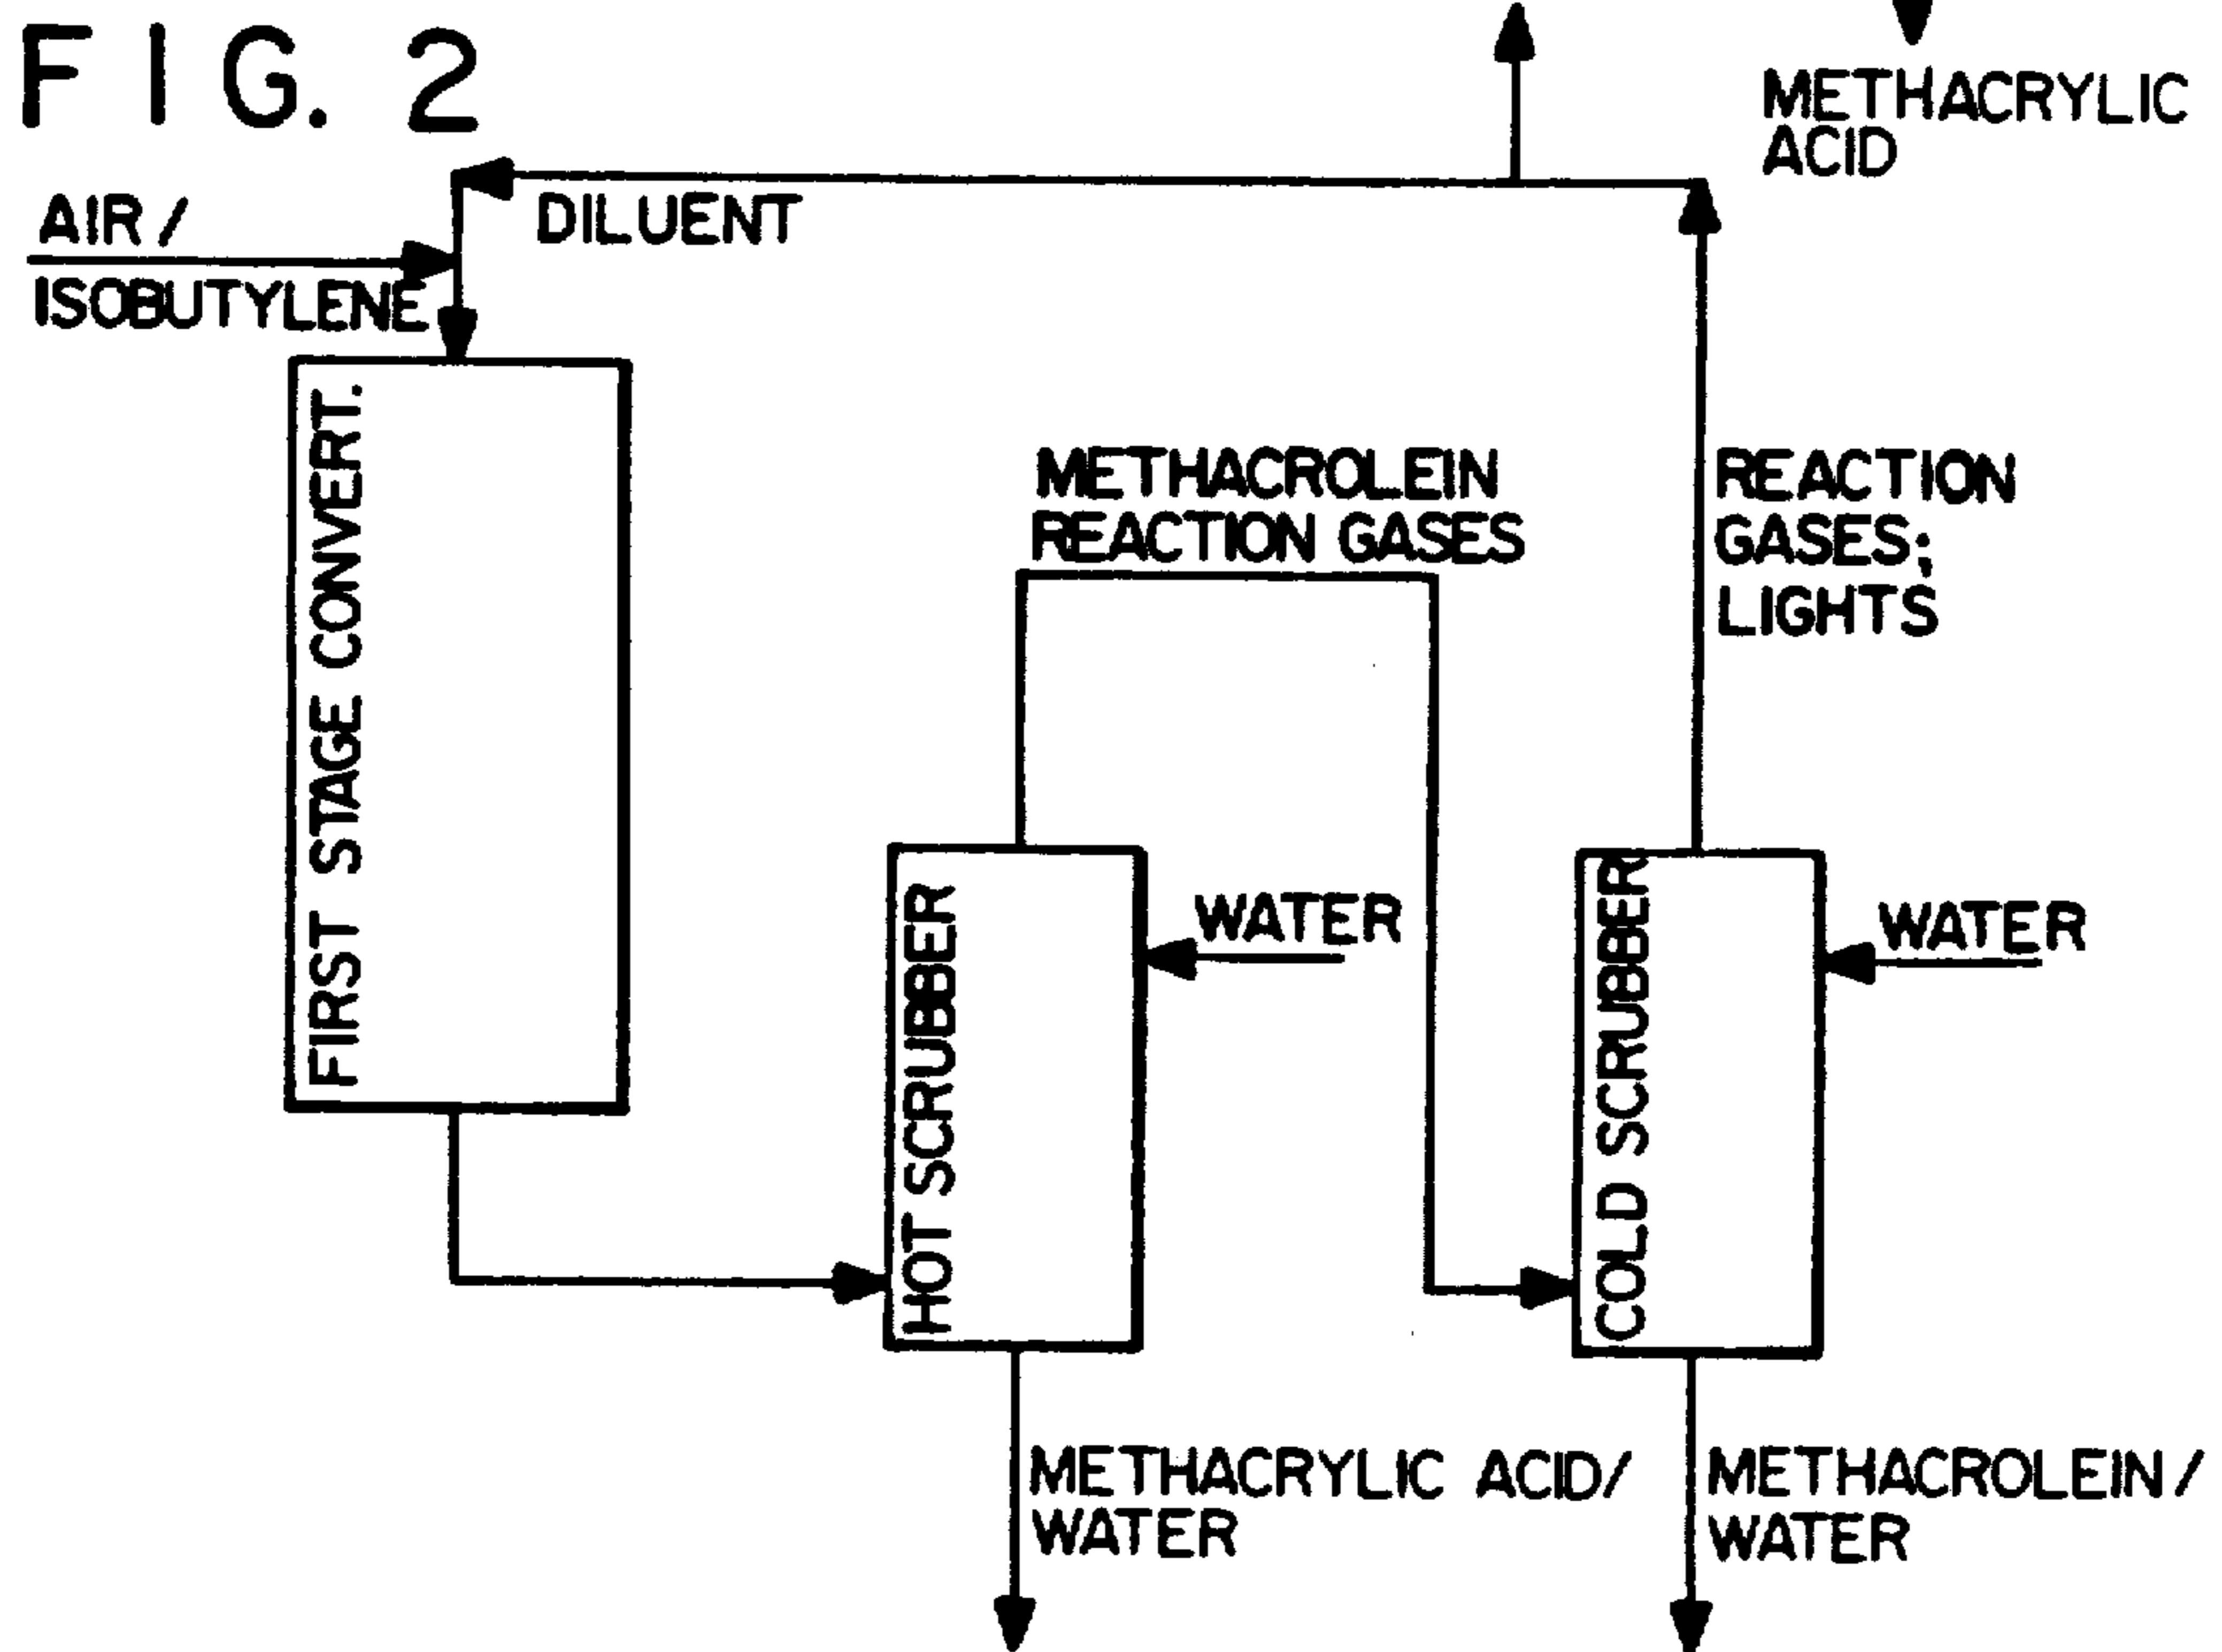 FIG. 2
METHACRYLIC
ACID
AIR/
ISOBUTYLENE
DILUENT
FIRST STAGE CONVERT.
METHACROLEIN
REACTION GASES
REACTION
GASES;
LIGHTS
HOT SCRUBBER
WATER
COLD SCRUBBER
WATER
METHACRYLIC ACID/
WATER
METHACROLEIN/
WATER